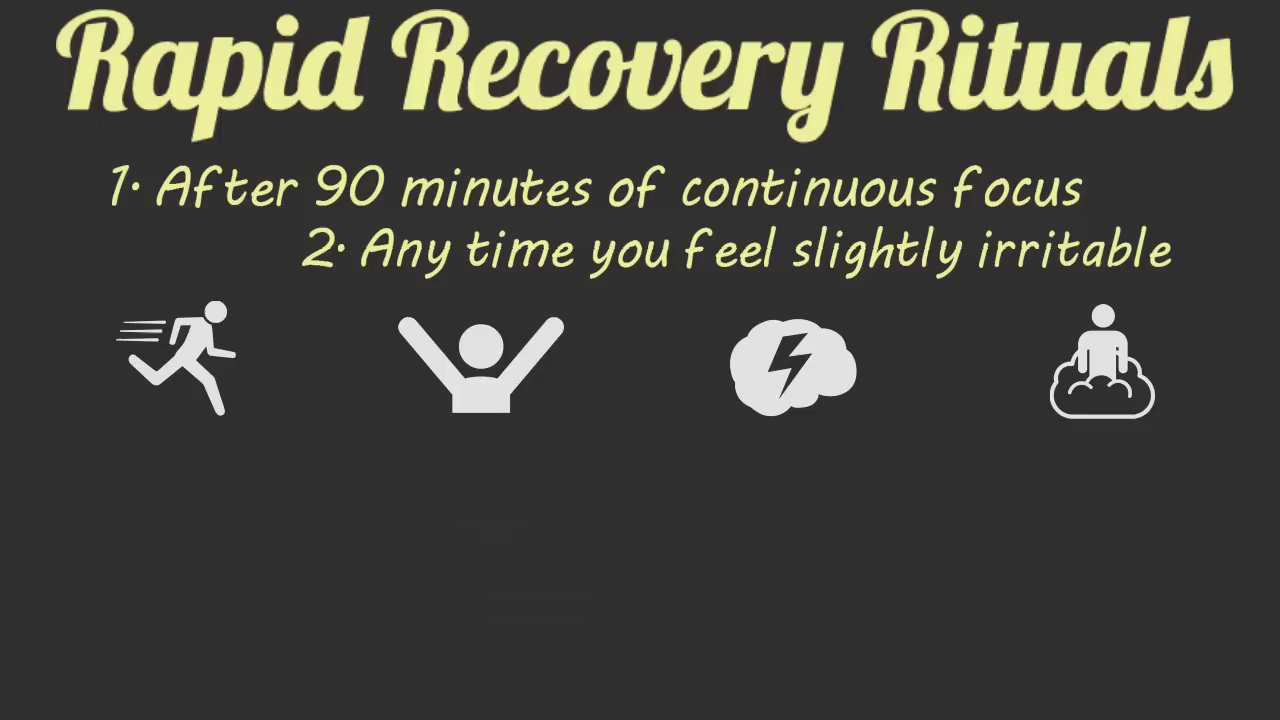 Rapid Recovery Rituals
1. After 90 minutes of continuous focus
2. Any time you feel slightly irritable